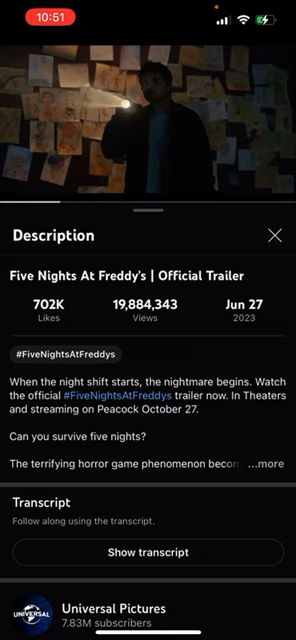 10:51
Description
Five Nights At Freddy's | Official Trailer
702K 19,884,343 Jun 27
Likes Views 2023
#FiveNightsAtFreddys
When the night shift starts, the nightmare begins. Watch
the official #FiveNightsAtFreddys trailer now. In Theaters
and streaming on Peacock October 27.
Can you survive five nights?
The terrifying horror game phenomenon becom ...more
Transcript
Follow along using the transcript.
Show transcript
UNIVERSAL
Universal Pictures
7.83M subscribers